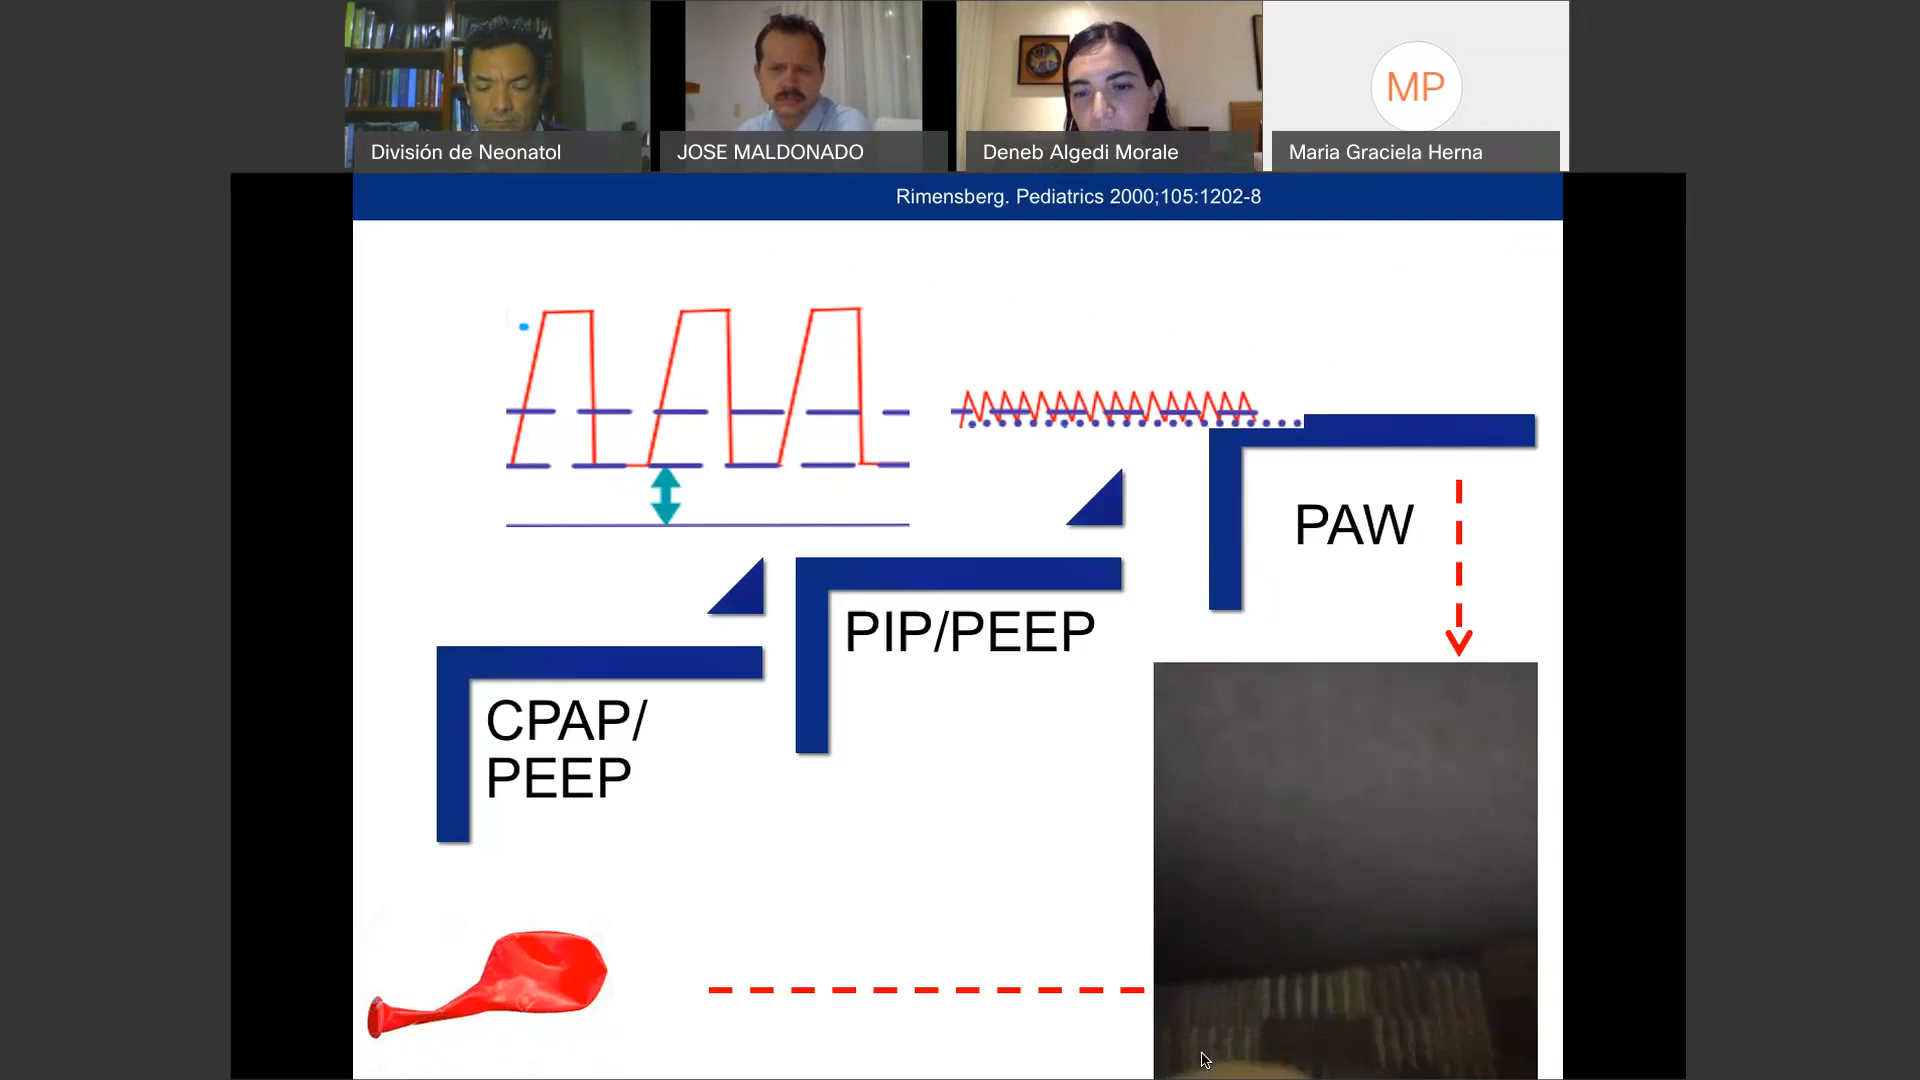 División de Neonatol
JOSE MALDONADO
Deneb Algedi Morale
MP
Maria Graciela Herna
Rimensberg. Pediatrics 2000;105:1202-8
PAW
PIP/PEEP
CPAP/
PEEP